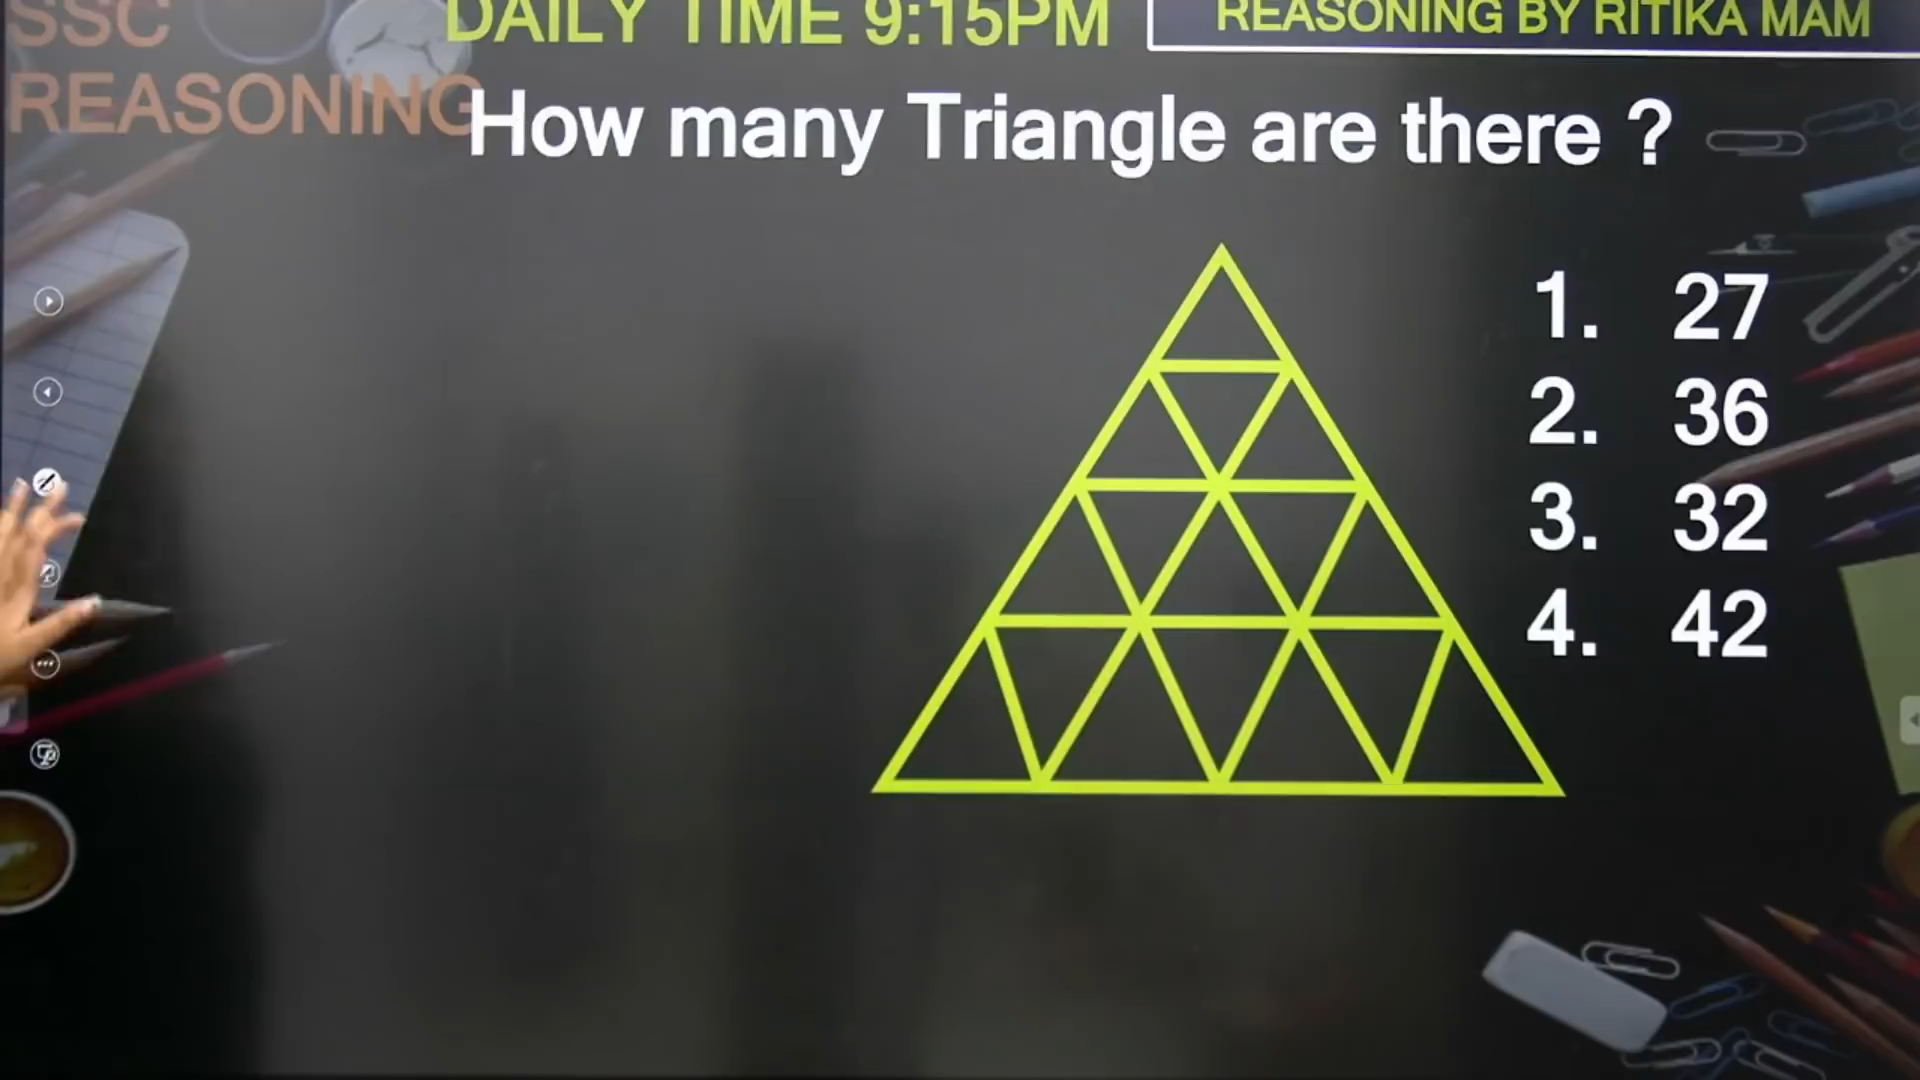 SSC
REASONING
DAILY TIME 9:15PM
REASONING BY RITIKA MAM
How many Triangle are there ?
1. 27
2. 36
3. 32
4. 42